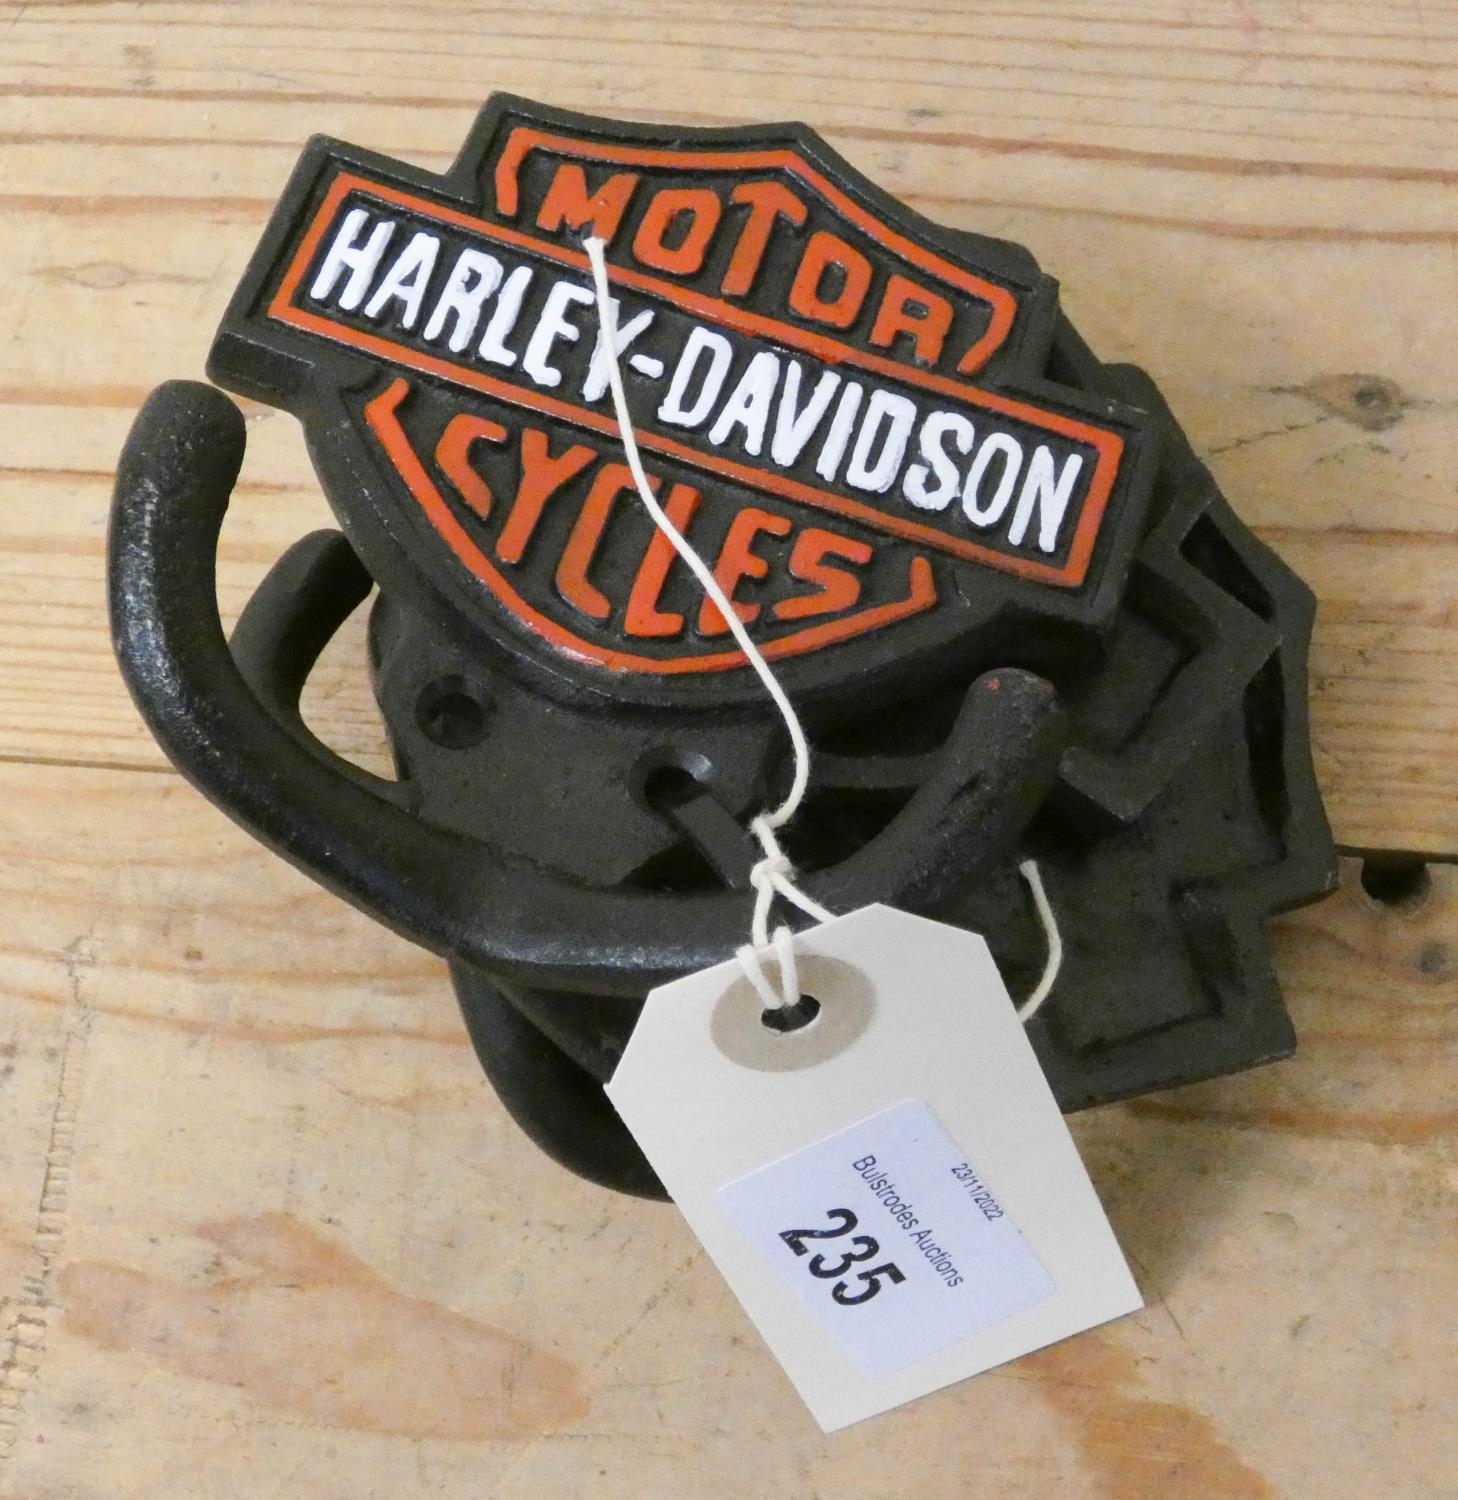 MOTOR
HARLEY-DAVIDSON
CYCLES
23/11/2022
Bulstrodes Auctions
235